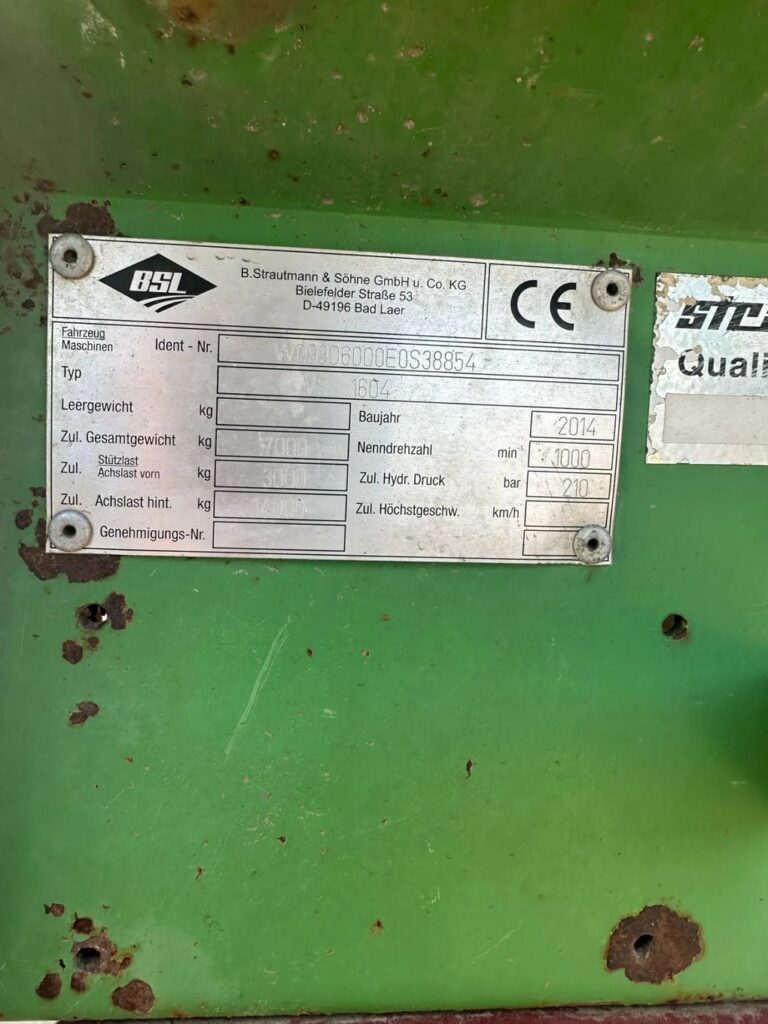 BSL
B.Strautmann & Söhne GmbH u. Co. KG
Bielefelder Straße 53
D-49196 Bad Laer
CE
Fahrzeug
Maschinen
Ident - Nr.
W09306000E0S38854
Typ
VS 1604
Leergewicht kg
Baujahr 2014
Zul. Gesamtgewicht kg 17000
Nenndrehzahl min⁻¹ 1000
Zul. Stützlast
Achslast vorn kg 3000
Zul. Hydr. Druck bar 210
Zul. Achslast hint. kg
Zul. Höchstgeschw. km/h
Genehmigungs-Nr.
Quali